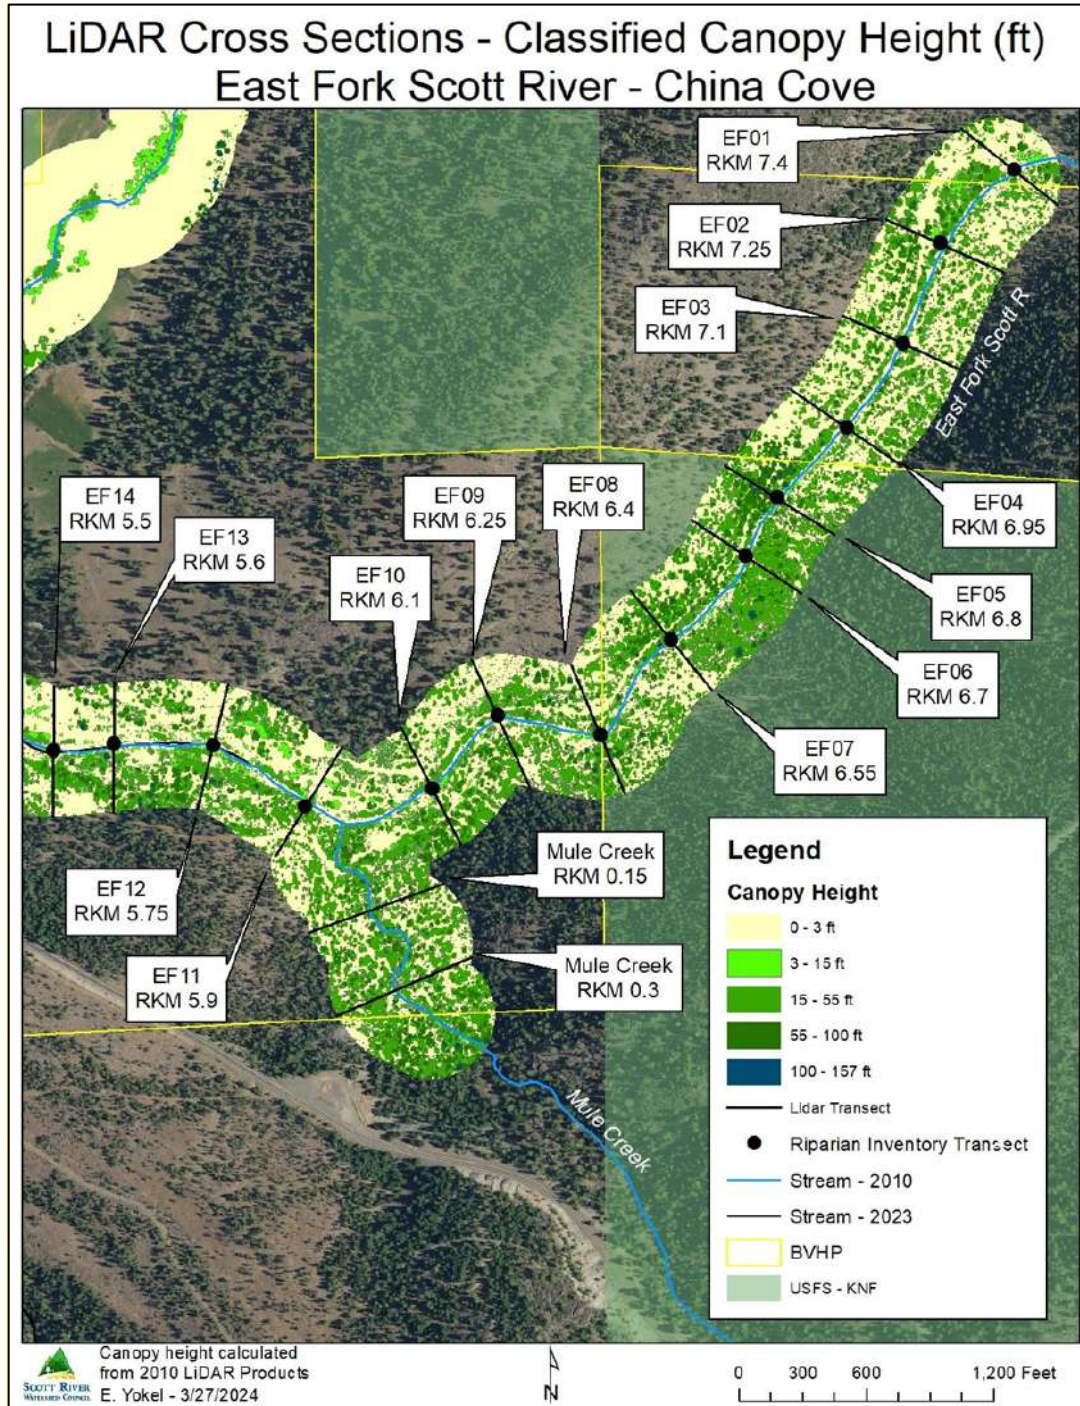 LiDAR Cross Sections - Classified Canopy Height (ft)
East Fork Scott River - China Cove
EF01
RKM 7.4
EF02
RKM 7.25
EF03
RKM 7.1
East Fork Scott R
EF04
RKM 6.95
EF05
RKM 6.8
EF06
RKM 6.7
EF07
RKM 6.55
EF08
RKM 6.4
EF09
RKM 6.25
EF10
RKM 6.1
EF13
RKM 5.6
EF14
RKM 5.5
EF12
RKM 5.75
EF11
RKM 5.9
Mule Creek
RKM 0.15
Mule Creek
RKM 0.3
Mule Creek
Legend
Canopy Height
0 - 3 ft
3 - 15 ft
15 - 55 ft
55 - 100 ft
100 - 157 ft
Lidar Transect
Riparian Inventory Transect
Stream - 2010
Stream - 2023
BVHP
USFS - KNF
SCOTT RIVER
WATERSHED COUNCIL
Canopy height calculated
from 2010 LiDAR Products
E. Yokel - 3/27/2024
N
0 300 600 1,200 Feet